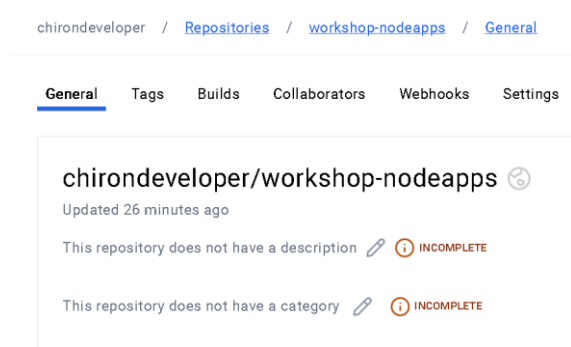 chirondeveloper / Repositories / workshop-nodeapps / General
General Tags Builds Collaborators Webhooks Settings
chirondeveloper/workshop-nodeapps
Updated 26 minutes ago
This repository does not have a description INCOMPLETE
This repository does not have a category INCOMPLETE